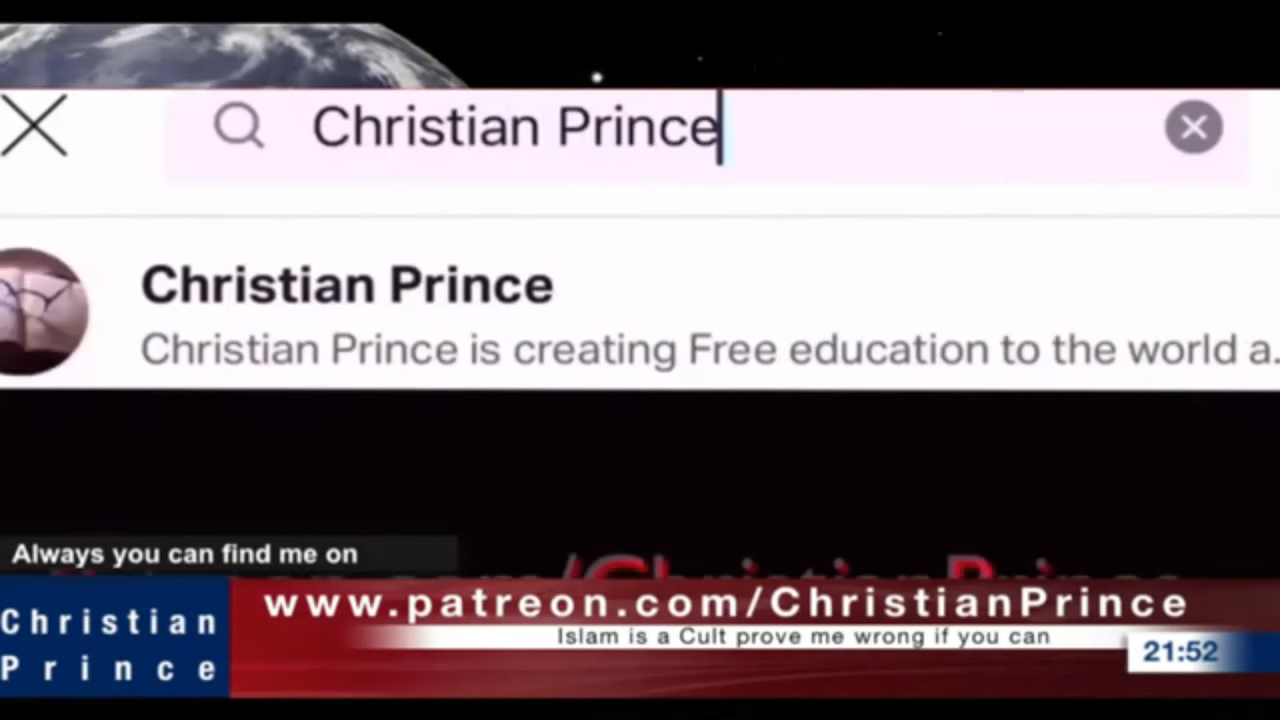 Christian Prince
Christian Prince
Christian Prince is creating Free education to the world a.
Always you can find me on
Christian
Prince
www.patreon.com/ChristianPrince
Islam is a Cult prove me wrong if you can
21:52